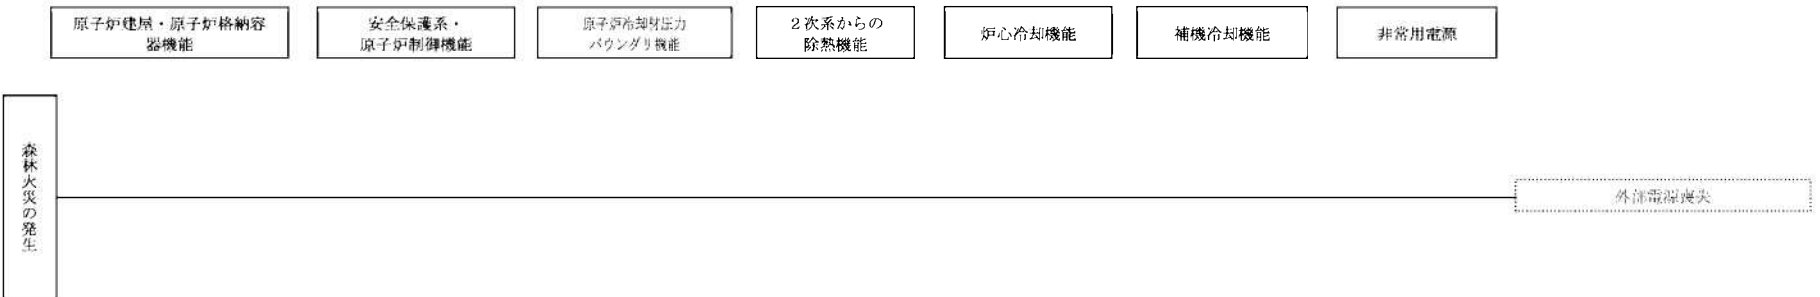 原子炉建屋・原子炉格納容
器機能
安全保護系・
原子炉制御機能
原子炉冷却材圧力
バウンダリ機能
２次系からの
除熱機能
炉心冷却機能
補機冷却機能
非常用電源
森林火災の発生
外部電源喪失